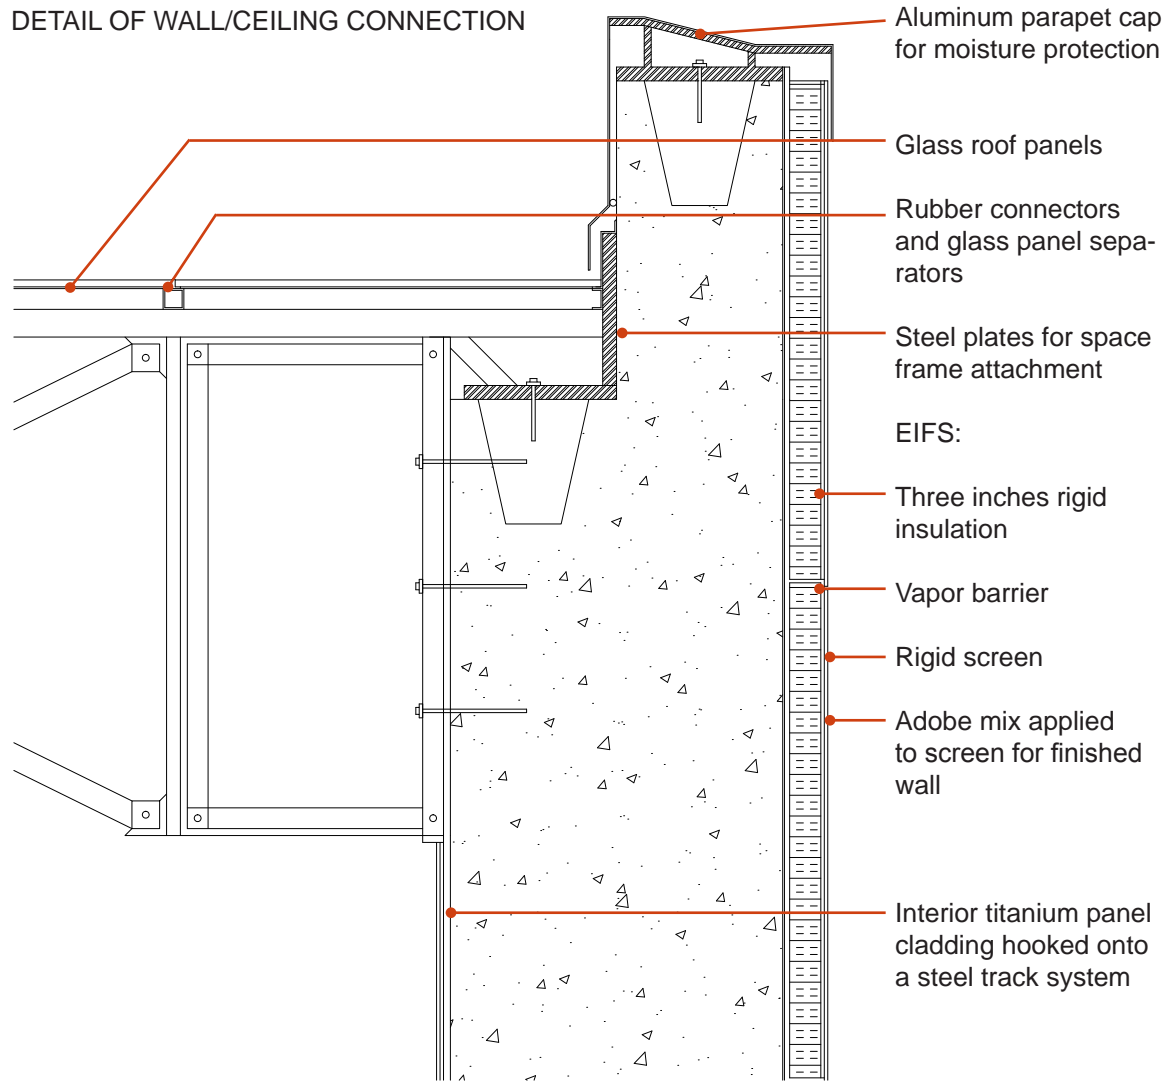 DETAIL OF WALL/CEILING CONNECTION
Aluminum parapet cap
for moisture protection
Glass roof panels
Rubber connectors
and glass panel sepa-
rators
Steel plates for space
frame attachment
EIFS:
Three inches rigid
insulation
Vapor barrier
Rigid screen
Adobe mix applied
to screen for finished
wall
Interior titanium panel
cladding hooked onto
a steel track system